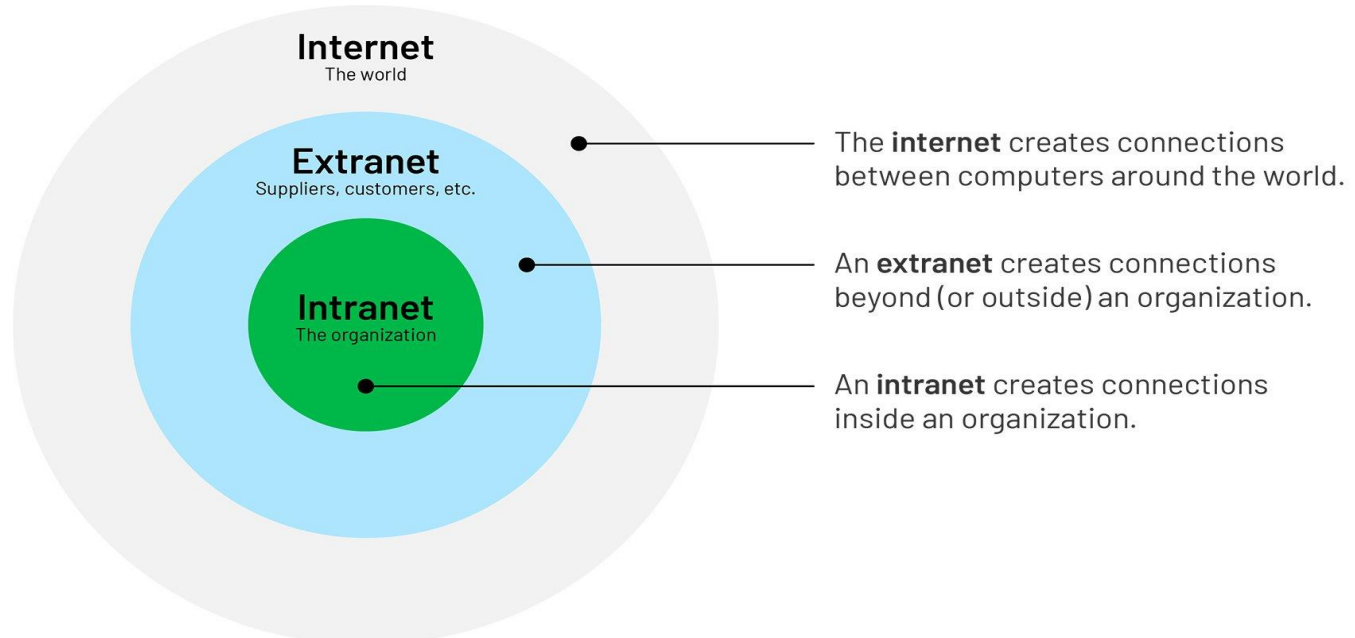 Internet
The world
Extranet
Suppliers, customers, etc.
Intranet
The organization
The internet creates connections
between computers around the world.
An extranet creates connections
beyond (or outside) an organization.
An intranet creates connections
inside an organization.